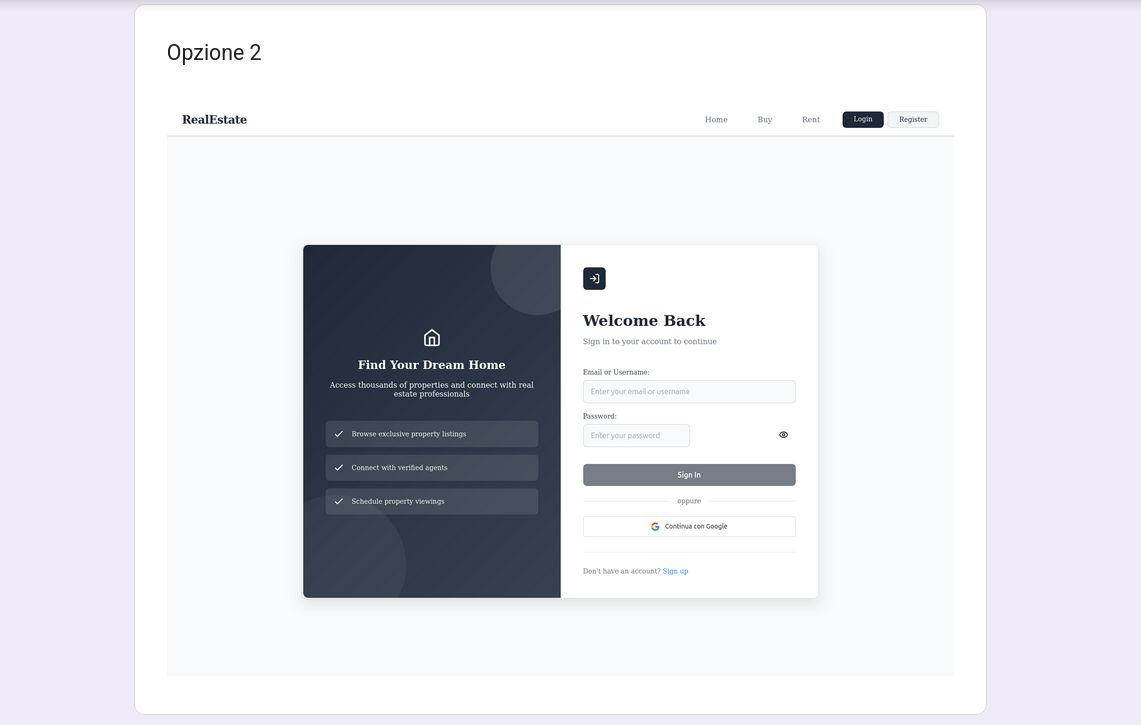 Opzione 2
RealEstate
Home
Buy
Rent
Login
Register
Find Your Dream Home
Access thousands of properties and connect with real
estate professionals
Browse exclusive property listings
Connect with verified agents
Schedule property viewings
Welcome Back
Sign in to your account to continue
Email or Username:
Enter your email or username
Password:
Enter your password
Sign In
oppure
Continua con Google
Don't have an account? Sign up